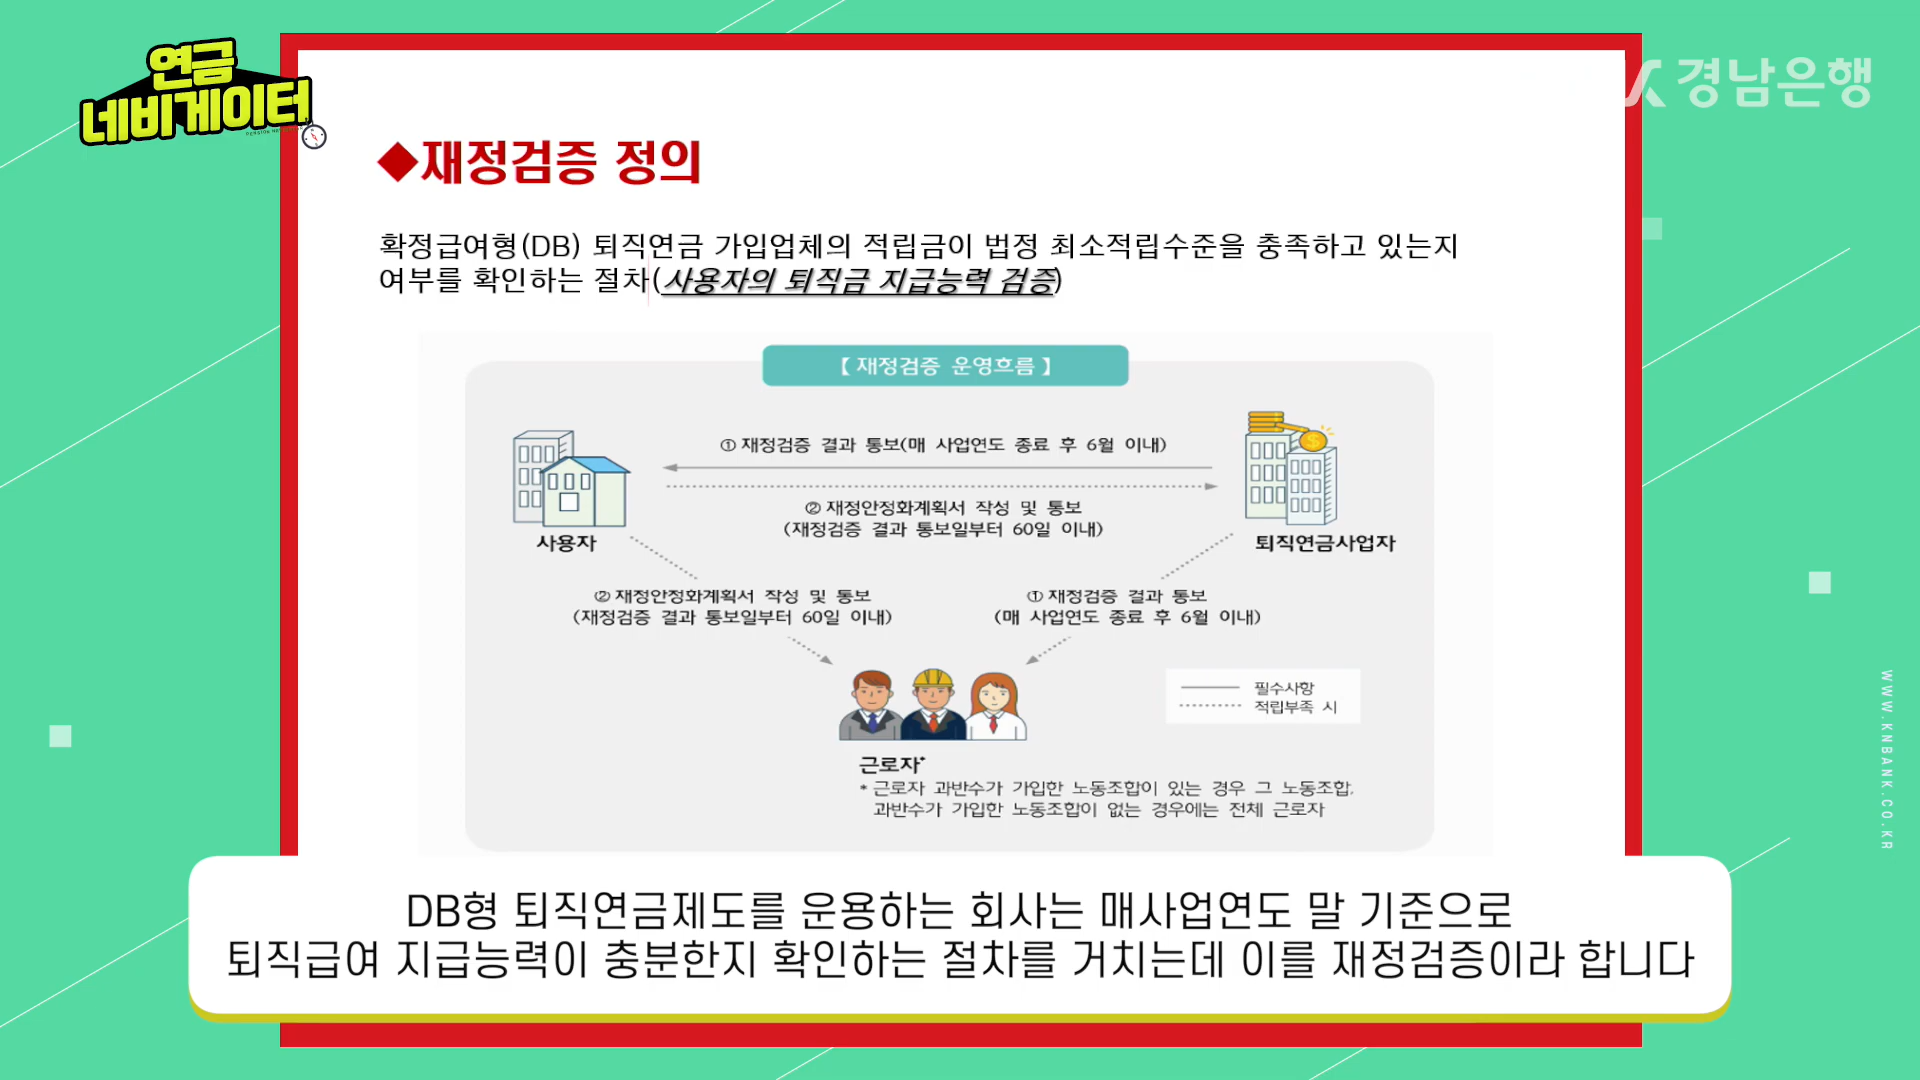 연금
네비게이터
경남은행
◆재정검증 정의
확정급여형(DB) 퇴직연금 가입업체의 적립금이 법정 최소적립수준을 충족하고 있는지
여부를 확인하는 절차(사용자의 퇴직금 지급능력 검증)
【 재정검증 운영흐름 】
① 재정검증 결과 통보(매 사업연도 종료 후 6월 이내)
② 재정안정화계획서 작성 및 통보
(재정검증 결과 통보일부터 60일 이내)
사용자
퇴직연금사업자
② 재정안정화계획서 작성 및 통보
(재정검증 결과 통보일부터 60일 이내)
① 재정검증 결과 통보
(매 사업연도 종료 후 6월 이내)
필수사항
적립부족 시
근로자*
* 근로자 과반수가 가입한 노동조합이 있는 경우 그 노동조합,
과반수가 가입한 노동조합이 없는 경우에는 전체 근로자
WWW.KNBANK.CO.KR
DB형 퇴직연금제도를 운용하는 회사는 매사업연도 말 기준으로
퇴직급여 지급능력이 충분한지 확인하는 절차를 거치는데 이를 재정검증이라 합니다